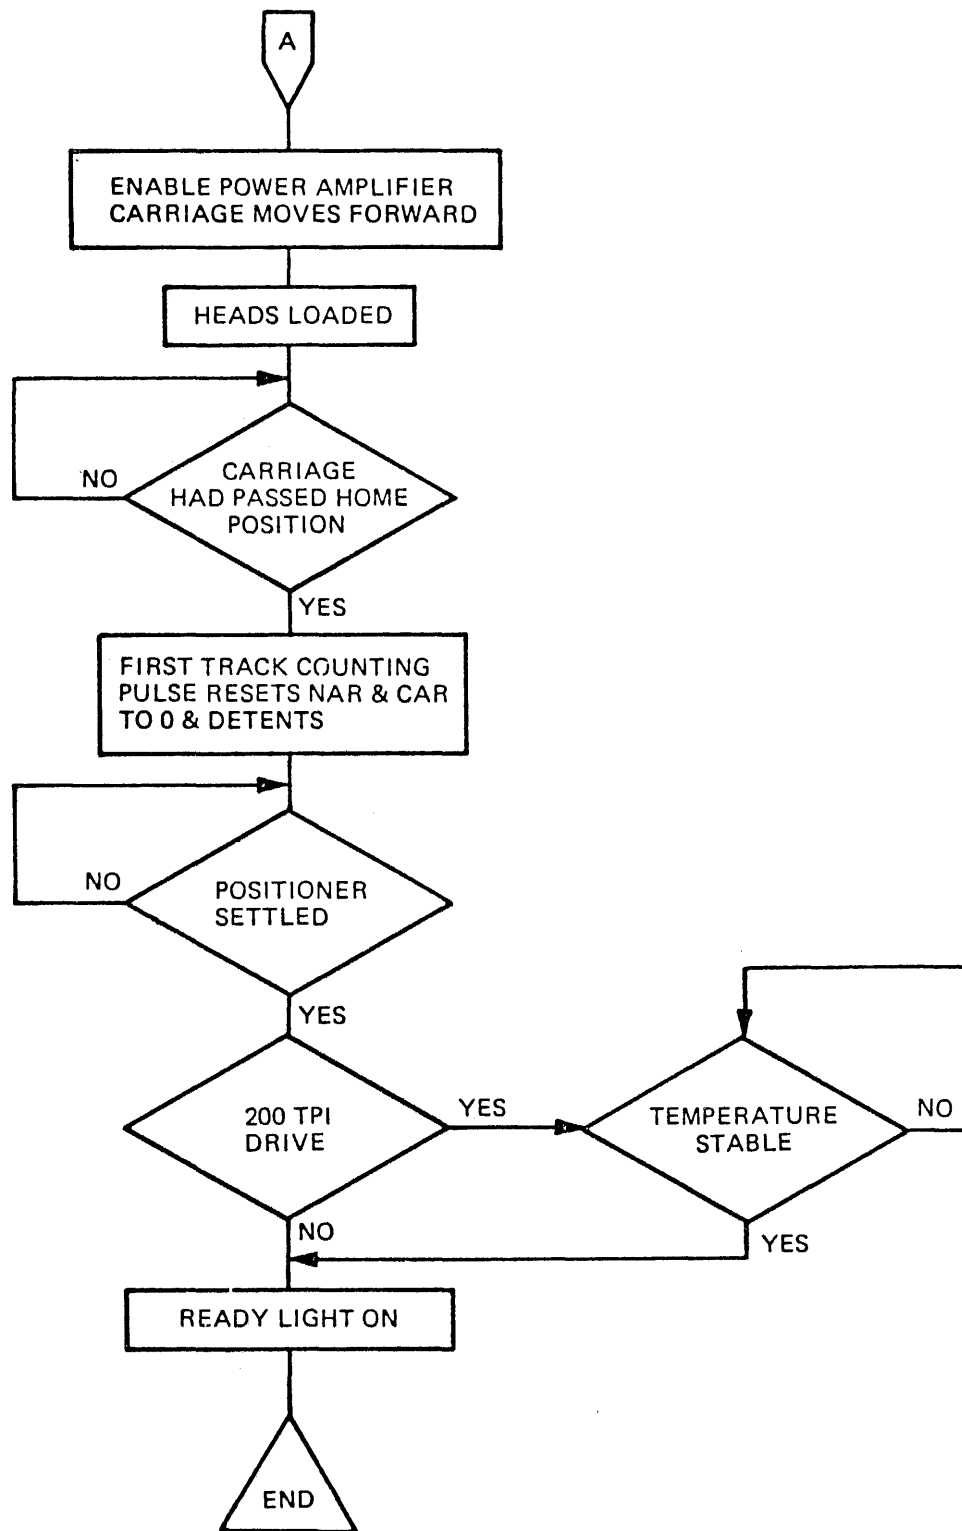 A
ENABLE POWER AMPLIFIER
CARRIAGE MOVES FORWARD
HEADS LOADED
NO
CARRIAGE
HAD PASSED HOME
POSITION
YES
FIRST TRACK COUNTING
PULSE RESETS NAR & CAR
TO 0 & DETENTS
NO
POSITIONER
SETTLED
YES
200 TPI
DRIVE
YES
TEMPERATURE
STABLE
NO
NO
YES
READY LIGHT ON
END